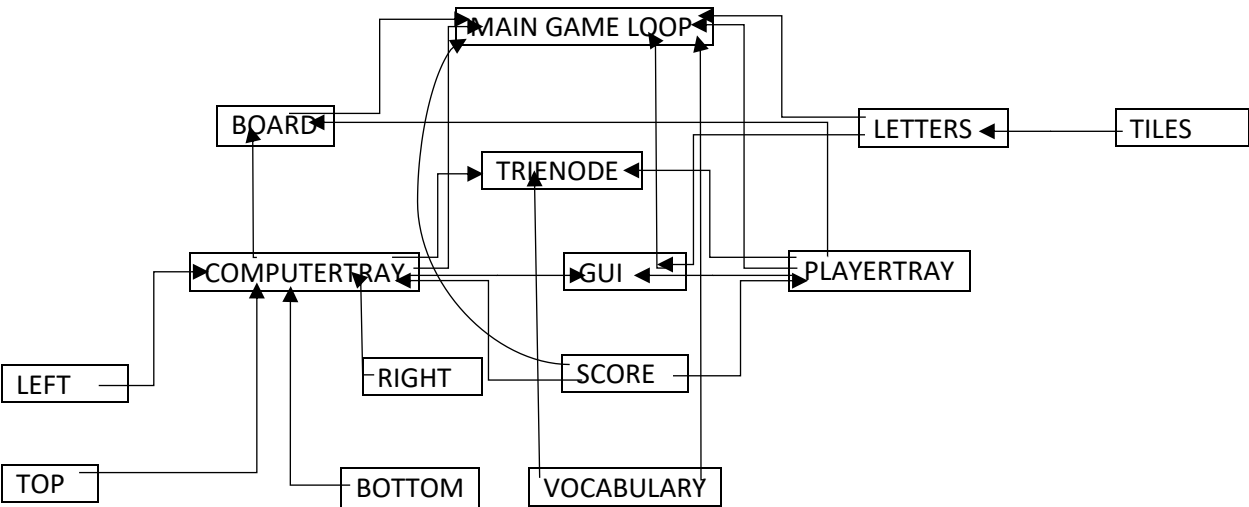 MAIN GAME LOOP
BOARD
LETTERS
TILES
TRIENODE
COMPUTERTRAY
GUI
PLAYERTRAY
LEFT
RIGHT
SCORE
TOP
BOTTOM
VOCABULARY